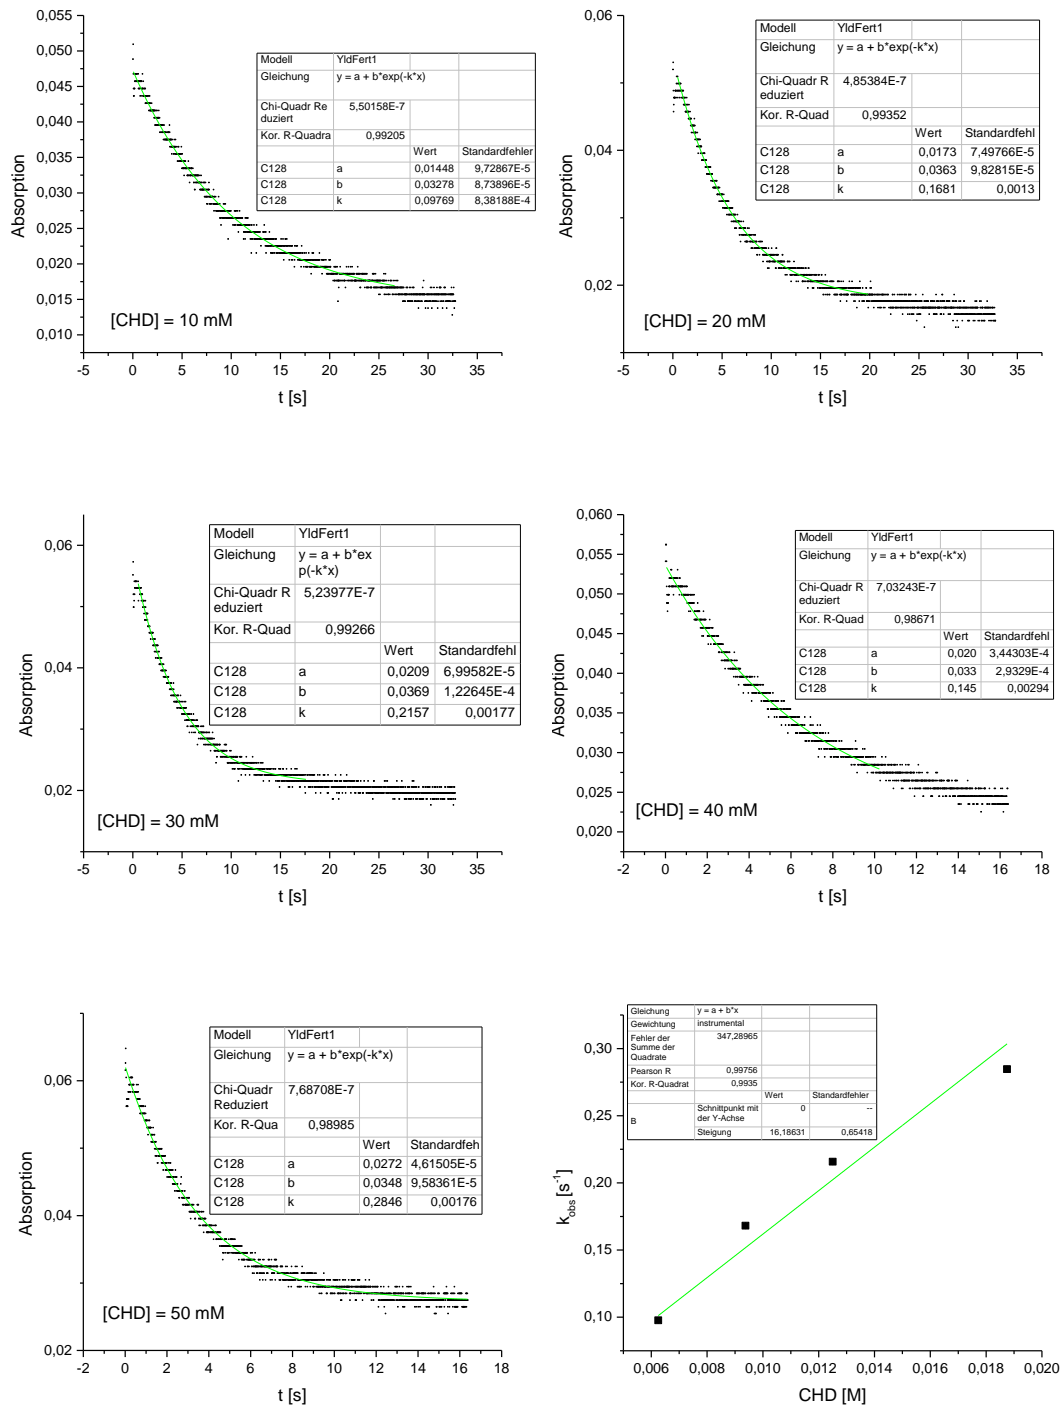 0,055
0,050
0,045
0,040
0,035
0,030
0,025
0,020
0,015
0,010
Absorption
Modell YldFert1
Gleichung y = a + b*exp(-k*x)
Chi-Quadr Re
duziert 5,50158E-7
Kor. R-Quadra 0,99205
Wert Standardfehler
C128 a 0,01448 9,72867E-5
C128 b 0,03278 8,73896E-5
C128 k 0,09769 8,38188E-4
[CHD] = 10 mM
-5 0 5 10 15 20 25 30 35
t [s]
0,06
0,04
0,02
Absorption
Modell YldFert1
Gleichung y = a + b*exp(-k*x)
Chi-Quadr R
eduziert 4,85384E-7
Kor. R-Quad 0,99352
Wert Standardfehl
C128 a 0,0173 7,49766E-5
C128 b 0,0363 9,82815E-5
C128 k 0,1681 0,0013
[CHD] = 20 mM
-5 0 5 10 15 20 25 30 35
t [s]
0,06
0,04
0,02
Absorption
Modell YldFert1
Gleichung y = a + b*ex
p(-k*x)
Chi-Quadr R
eduziert 5,23977E-7
Kor. R-Quad 0,99266
Wert Standardfehl
C128 a 0,0209 6,99582E-5
C128 b 0,0369 1,22645E-4
C128 k 0,2157 0,00177
[CHD] = 30 mM
-5 0 5 10 15 20 25 30 35
t [s]
0,060
0,055
0,050
0,045
0,040
0,035
0,030
0,025
0,020
Absorption
Modell YldFert1
Gleichung y = a + b*exp(-k*x)
Chi-Quadr R
eduziert 7,03243E-7
Kor. R-Quad 0,98671
Wert Standardfehl
C128 a 0,020 3,44303E-4
C128 b 0,033 2,9329E-4
C128 k 0,145 0,00294
[CHD] = 40 mM
-2 0 2 4 6 8 10 12 14 16 18
t [s]
0,06
0,04
0,02
Absorption
Modell YldFert1
Gleichung y = a + b*exp(-k*x)
Chi-Quadr
Reduziert 7,68708E-7
Kor. R-Qua 0,98985
Wert Standardfeh
C128 a 0,0272 4,61505E-5
C128 b 0,0348 9,58361E-5
C128 k 0,2846 0,00176
[CHD] = 50 mM
-2 0 2 4 6 8 10 12 14 16 18
t [s]
0,30
0,25
0,20
0,15
0,10
k_obs [s⁻¹]
Gleichung y = a + b*x
Gewichtung instrumental
Fehler der
Summe der
Quadrate 347,28965
Pearson R 0,99756
Kor. R-Quadrat 0,9935
Wert Standardfehler
B Schnittpunkt mit
der Y-Achse 0 --
Steigung 16,18631 0,65418
0,006 0,008 0,010 0,012 0,014 0,016 0,018 0,020
CHD [M]